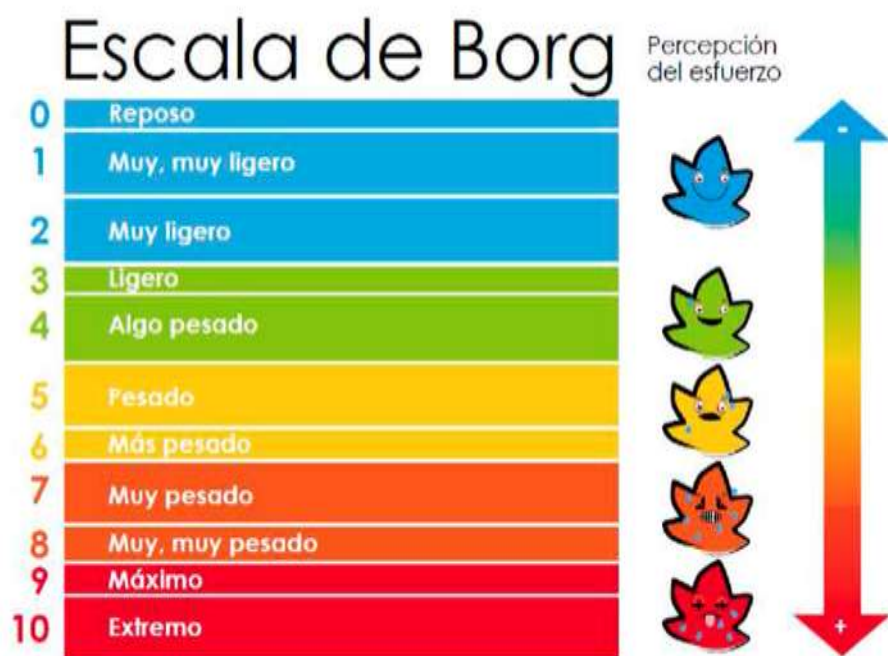 Escala de Borg
Percepción
del esfuerzo
0 Reposo
1 Muy, muy ligero
2 Muy ligero
3 Ligero
4 Algo pesado
5 Pesado
6 Más pesado
7 Muy pesado
8 Muy, muy pesado
9 Máximo
10 Extremo
-
+